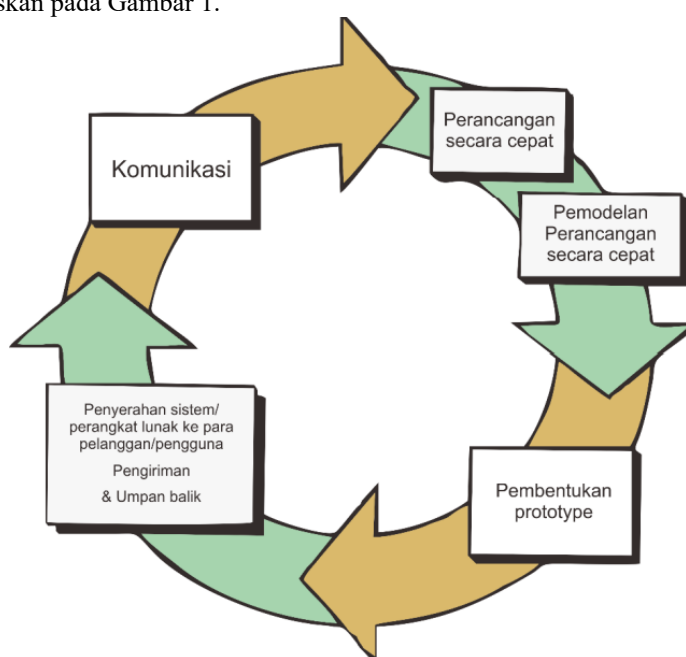 skan pada Gambar 1.
Komunikasi
Perancangan
secara cepat
Pemodelan
Perancangan
secara cepat
Pembentukan
prototype
Penyerahan sistem/
perangkat lunak ke para
pelanggan/pengguna
Pengiriman
& Umpan balik